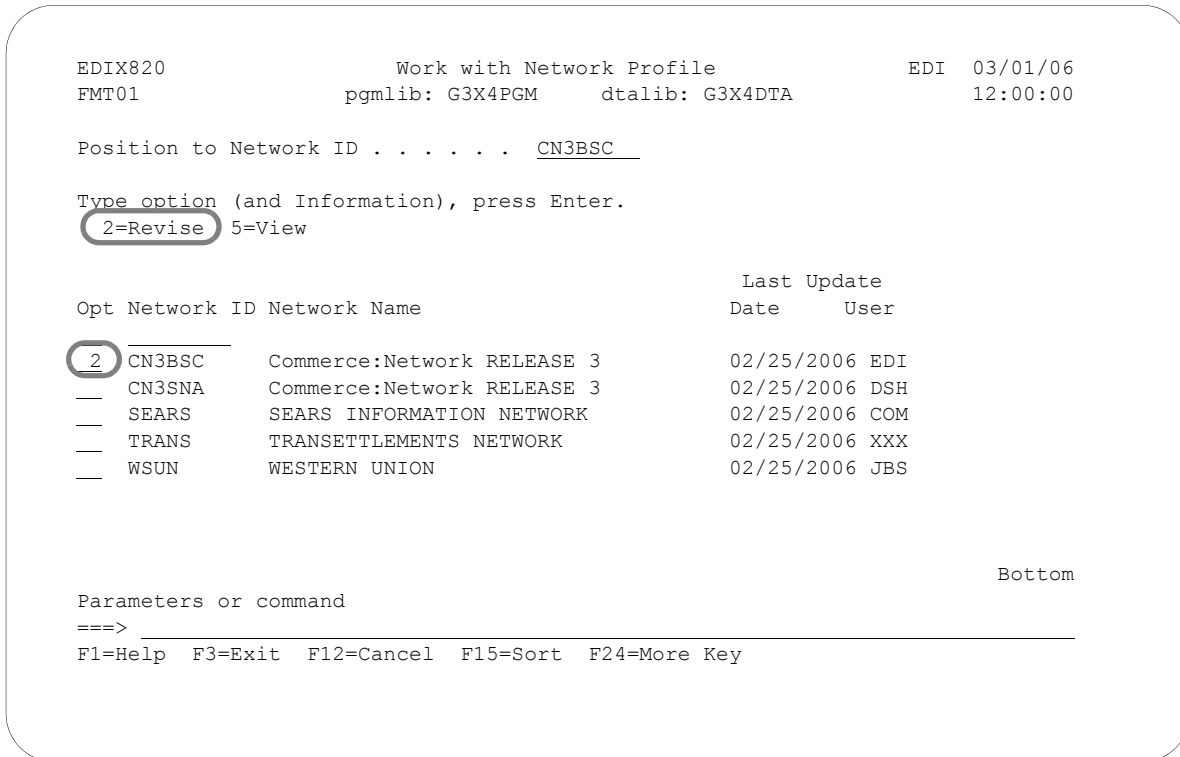 EDIX820 Work with Network Profile EDI 03/01/06
FMT01 pgmlib: G3X4PGM dtalib: G3X4DTA 12:00:00
Position to Network ID . . . . . . CN3BSC
Type option (and Information), press Enter.
2=Revise 5=View
Last Update
Opt Network ID Network Name Date User
2 CN3BSC Commerce:Network RELEASE 3 02/25/2006 EDI
CN3SNA Commerce:Network RELEASE 3 02/25/2006 DSH
SEARS SEARS INFORMATION NETWORK 02/25/2006 COM
TRANS TRANSETTLEMENTS NETWORK 02/25/2006 XXX
WSUN WESTERN UNION 02/25/2006 JBS
Bottom
Parameters or command
===>
F1=Help F3=Exit F12=Cancel F15=Sort F24=More Key